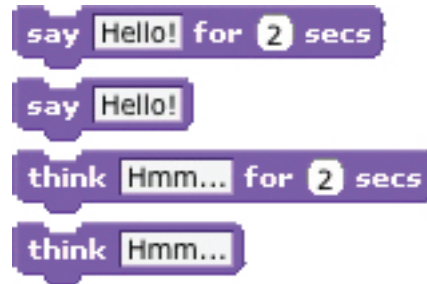 say Hello! for 2 secs
say Hello!
think Hmm... for 2 secs
think Hmm...